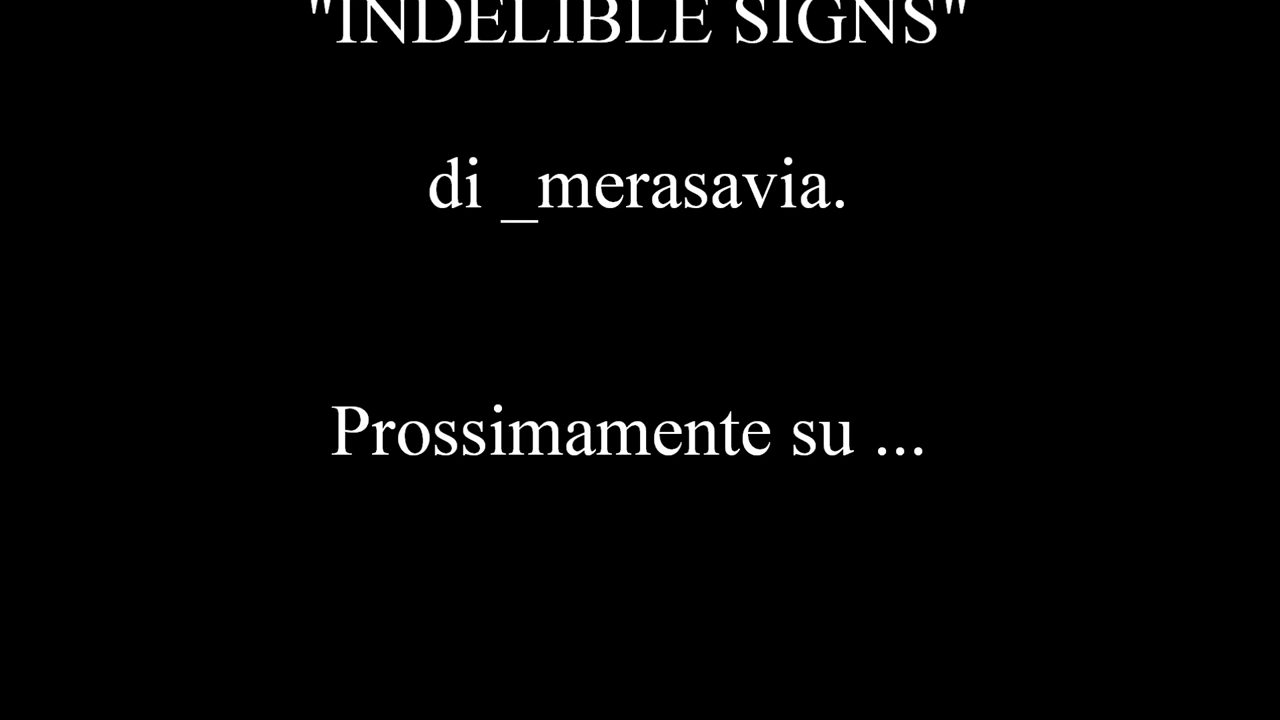 "INDELIBLE SIGNS"
di _merasavia.
Prossimamente su ...